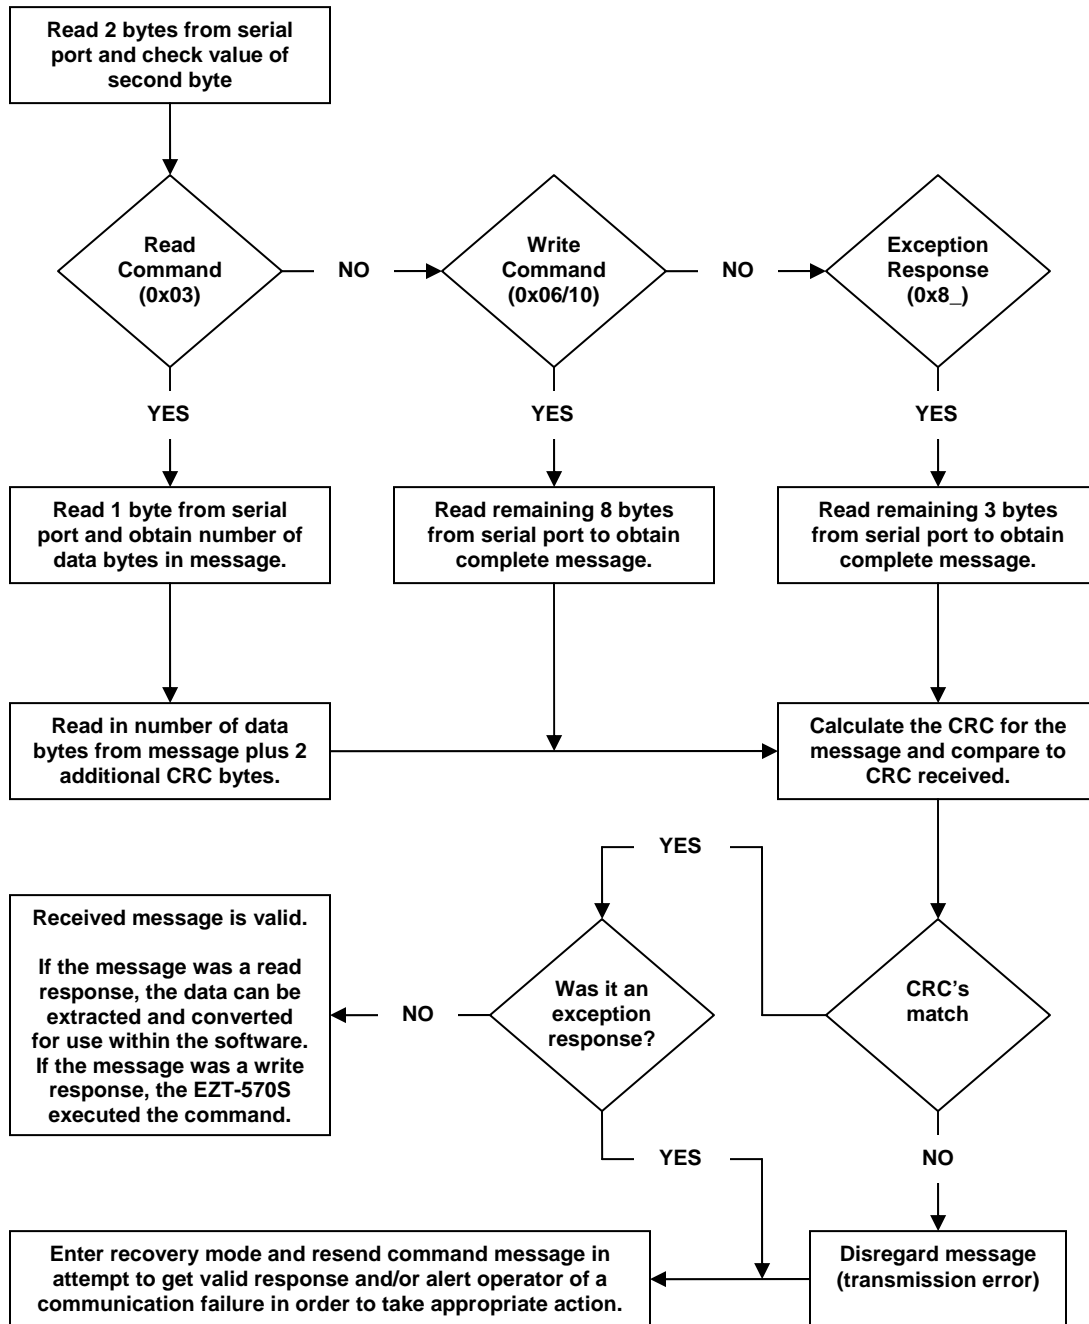 Read 2 bytes from serial
port and check value of
second byte
Read
Command
(0x03)
NO
Write
Command
(0x06/10)
NO
Exception
Response
(0x8_)
YES
YES
YES
Read 1 byte from serial
port and obtain number of
data bytes in message.
Read remaining 8 bytes
from serial port to obtain
complete message.
Read remaining 3 bytes
from serial port to obtain
complete message.
Read in number of data
bytes from message plus 2
additional CRC bytes.
Calculate the CRC for the
message and compare to
CRC received.
YES
Received message is valid.
If the message was a read
response, the data can be
extracted and converted
for use within the software.
If the message was a write
response, the EZT-570S
executed the command.
NO
Was it an
exception
response?
CRC's
match
YES
NO
Enter recovery mode and resend command message in
attempt to get valid response and/or alert operator of a
communication failure in order to take appropriate action.
Disregard message
(transmission error)